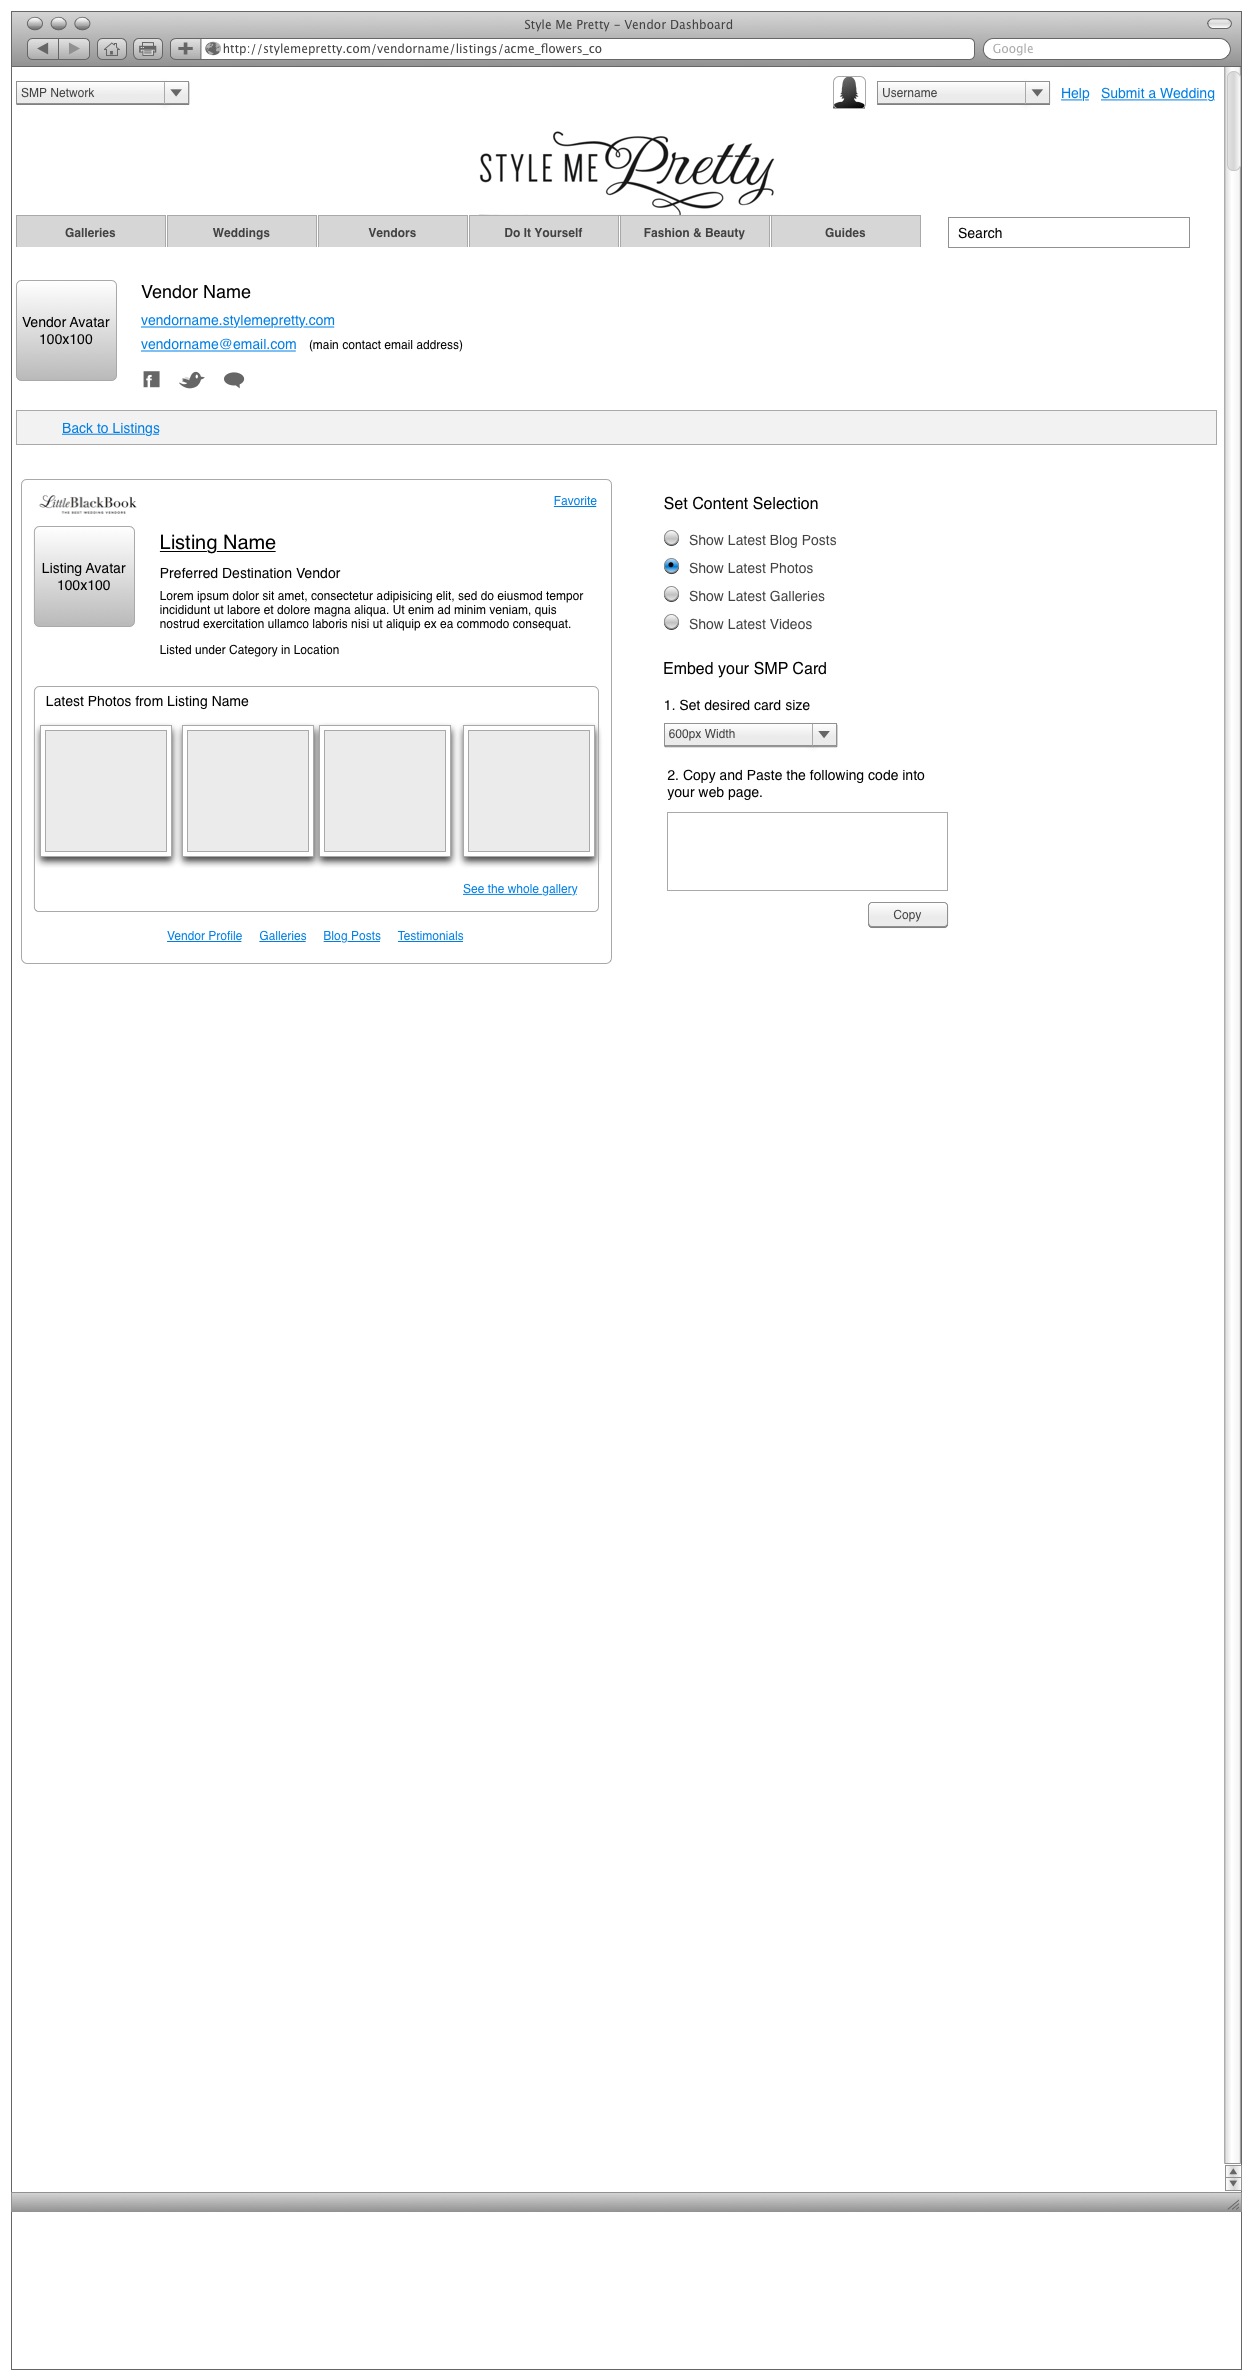 Style Me Pretty – Vendor Dashboard
http://stylemepretty.com/vendorname/listings/acme_flowers_co
Google
SMP Network
Username
Help
Submit a Wedding
STYLE ME Pretty
Galleries
Weddings
Vendors
Do It Yourself
Fashion & Beauty
Guides
Search
Vendor Avatar
100x100
Vendor Name
vendorname.stylemepretty.com
vendorname@email.com (main contact email address)
Back to Listings
LittleBlackBook
THE BEST WEDDING VENDORS
Favorite
Listing Avatar
100x100
Listing Name
Preferred Destination Vendor
Lorem ipsum dolor sit amet, consectetur adipisicing elit, sed do eiusmod tempor
incididunt ut labore et dolore magna aliqua. Ut enim ad minim veniam, quis
nostrud exercitation ullamco laboris nisi ut aliquip ex ea commodo consequat.
Listed under Category in Location
Latest Photos from Listing Name
See the whole gallery
Vendor Profile
Galleries
Blog Posts
Testimonials
Set Content Selection
Show Latest Blog Posts
Show Latest Photos
Show Latest Galleries
Show Latest Videos
Embed your SMP Card
1. Set desired card size
600px Width
2. Copy and Paste the following code into
your web page.
Copy